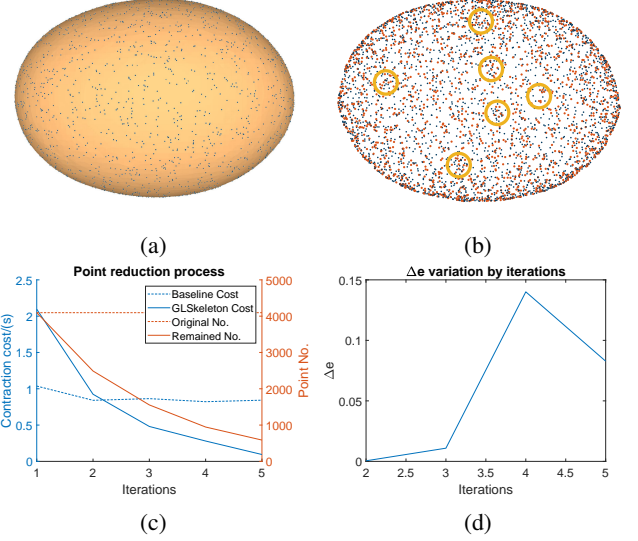 (a)
(b)
Point reduction process
2.5
2
1.5
1
0.5
0
Contraction cost/(s)
5000
4000
3000
2000
1000
0
Point No.
Baseline Cost
GLSkeleton Cost
Original No.
Remained No.
1 2 3 4 5
Iterations
(c)
Δe variation by iterations
0.15
0.1
0.05
0
Δe
2 2.5 3 3.5 4 4.5 5
Iterations
(d)